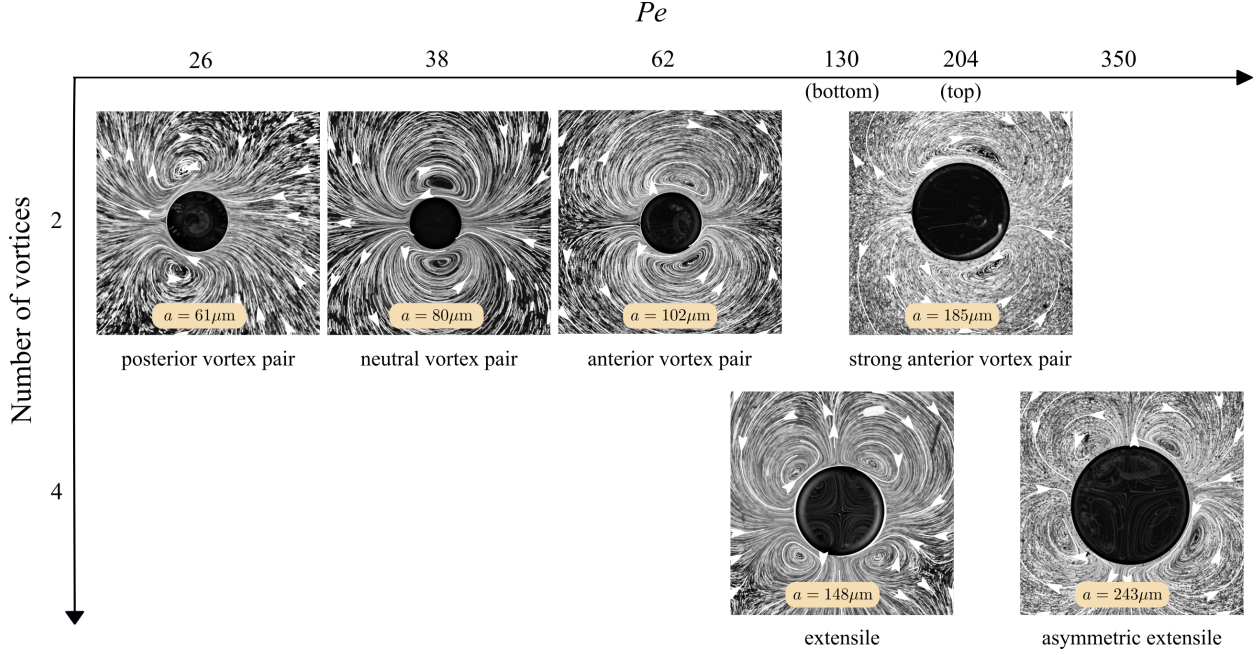 Pe
26 38 62 130 204 350
(bottom) (top)
Number of vortices
2
a = 61μm
a = 80μm
a = 102μm
a = 185μm
posterior vortex pair
neutral vortex pair
anterior vortex pair
strong anterior vortex pair
4
a = 148μm
a = 243μm
extensile
asymmetric extensile